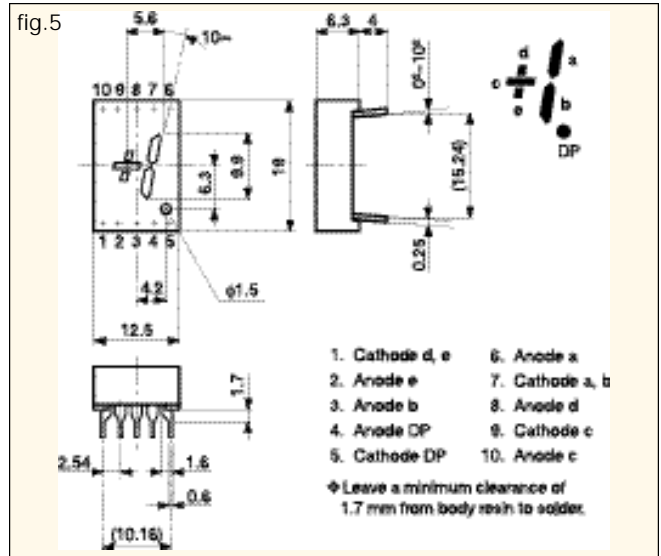 fig.5
5.6
6.3 4
10∞
0°~10°
d
a
c
e
b
DP
10 9 8 7 6
6.3
9.9
19
(15.24)
0.25
1 2 3 4 5
4.2
φ1.5
12.5
1. Cathode d, e
2. Anode e
3. Anode b
4. Anode DP
5. Cathode DP
6. Anode a
7. Cathode a, b
8. Anode d
9. Cathode c
10. Anode c
1.7
2.54
1.6
0.6
(10.16)
❖Leave a minimum clearance of
1.7 mm from body resin to solder.